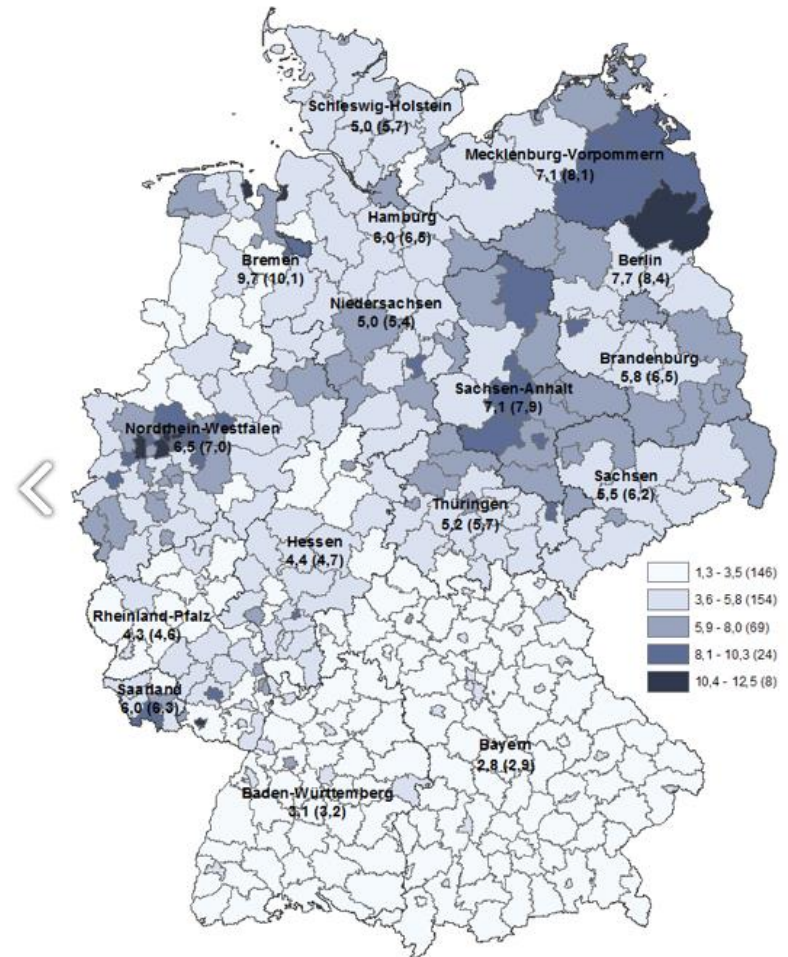 Schleswig-Holstein
5,0 (5,7)
Mecklenburg-Vorpommern
7,1 (8,1)
Hamburg
6,0 (6,5)
Bremen
9,7 (10,1)
Berlin
7,7 (8,4)
Niedersachsen
5,0 (5,4)
Brandenburg
5,8 (6,5)
Sachsen-Anhalt
7,1 (7,9)
Nordrhein-Westfalen
6,5 (7,0)
Sachsen
5,5 (6,2)
Thüringen
5,2 (5,7)
Hessen
4,4 (4,7)
Rheinland-Pfalz
4,3 (4,6)
Saarland
6,0 (6,3)
Bayern
2,8 (2,9)
Baden-Württemberg
3,1 (3,2)
1,3 - 3,5 (146)
3,6 - 5,8 (154)
5,9 - 8,0 (69)
8,1 - 10,3 (24)
10,4 - 12,5 (8)